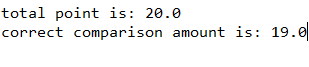 total point is: 20.0
correct comparison amount is: 19.0